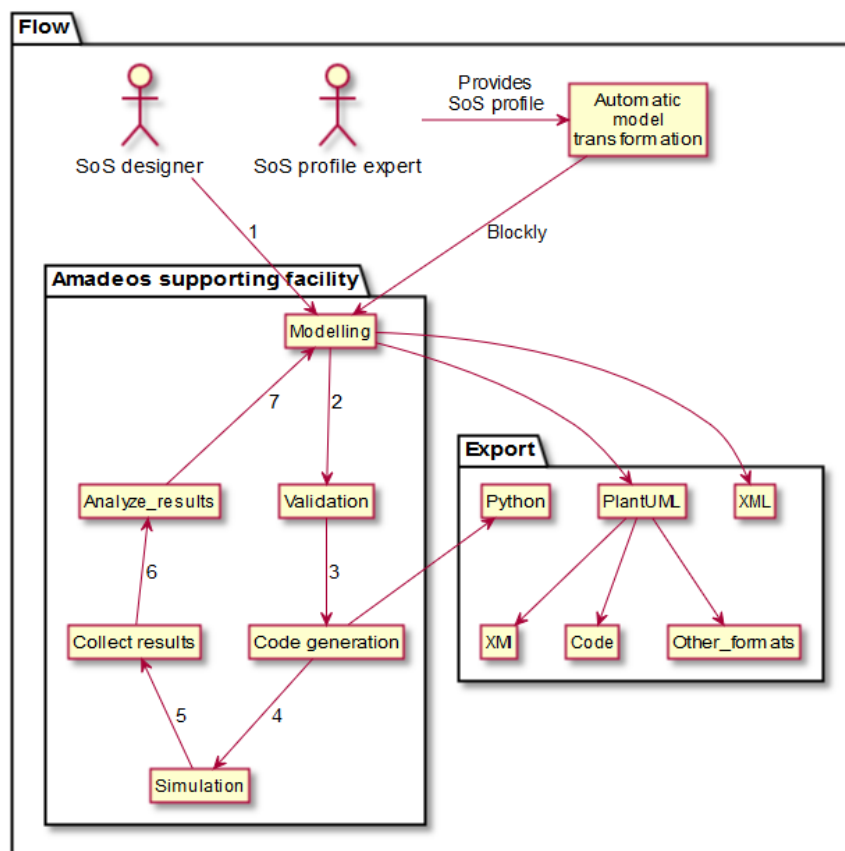 Flow
Provides
SoS profile
Automatic
model
transformation
SoS designer
SoS profile expert
1
Blockly
Amadeos supporting facility
Modelling
7
2
Export
Analyze_results
Validation
Python
PlantUML
XML
6
3
Collect results
Code generation
XMI
Code
Other_formats
5
4
Simulation